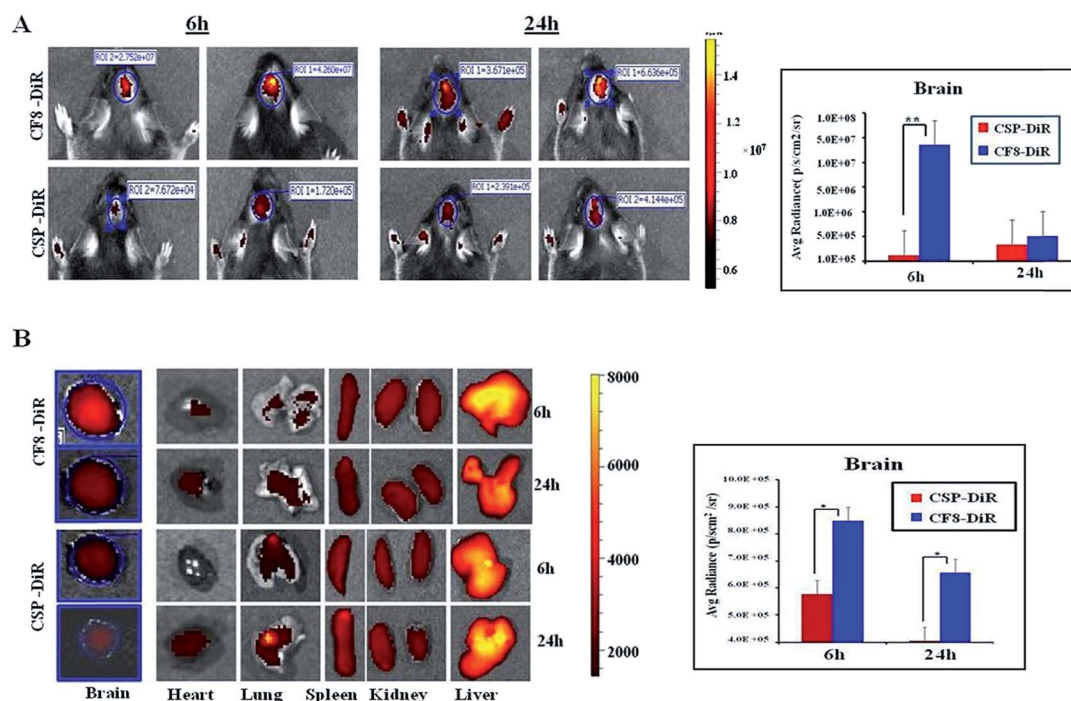 A
6h
24h
CF8 -DiR
CSP -DiR
ROI 2=2.752e+07
ROI 1=4.260e+07
ROI 1=3.671e+05
ROI 1=6.636e+05
ROI 2=7.672e+04
ROI 1=1.720e+05
ROI 1=2.391e+05
ROI 2=4.144e+05
1.4
1.2
×10⁷
1.0
0.8
0.6
Brain
Avg Radiance( p/s/cm2/sr)
1.0E+08
5.0E+07
1.0E+07
5.0E+06
1.0E+06
5.0E+05
1.0E+05
**
CSP-DiR
CF8-DiR
6h
24h
B
CF8 -DiR
CSP -DiR
6h
24h
6h
24h
Brain
Heart
Lung
Spleen
Kidney
Liver
8000
6000
4000
2000
Brain
Avg Radiance (p/scm²/sr)
10.0E +05
9.0E +05
8.0E +05
7.0E +05
6.0E +05
5.0E +05
4.0E +05
*
*
CSP-DiR
CF8-DiR
6h
24h